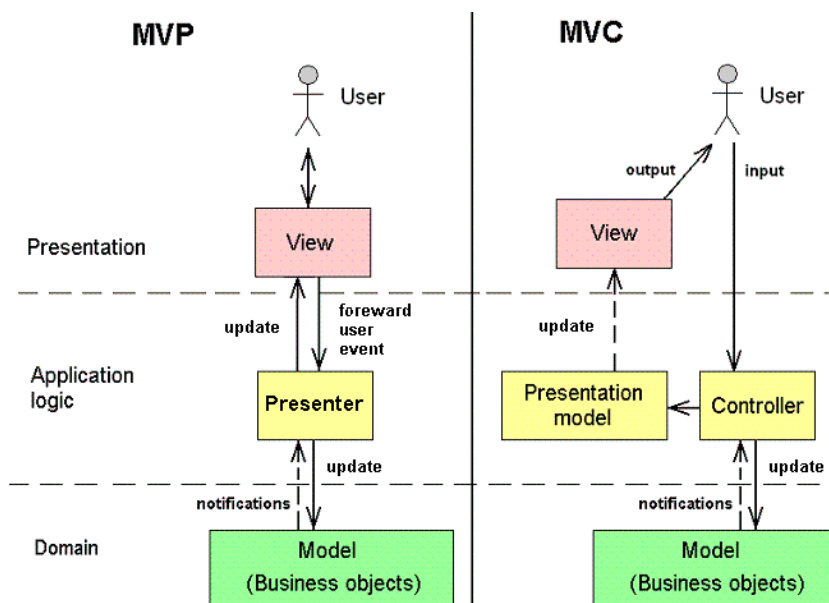 MVP
MVC
User
User
output
input
View
View
Presentation
update
foreward
user
event
update
Application
logic
Presenter
Presentation
model
Controller
update
notifications
update
notifications
Domain
Model
(Business objects)
Model
(Business objects)